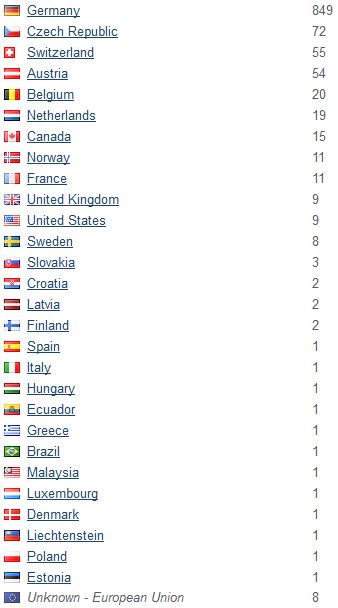 Germany 849
Czech Republic 72
Switzerland 55
Austria 54
Belgium 20
Netherlands 19
Canada 15
Norway 11
France 11
United Kingdom 9
United States 9
Sweden 8
Slovakia 3
Croatia 2
Latvia 2
Finland 2
Spain 1
Italy 1
Hungary 1
Ecuador 1
Greece 1
Brazil 1
Malaysia 1
Luxembourg 1
Denmark 1
Liechtenstein 1
Poland 1
Estonia 1
Unknown - European Union 8